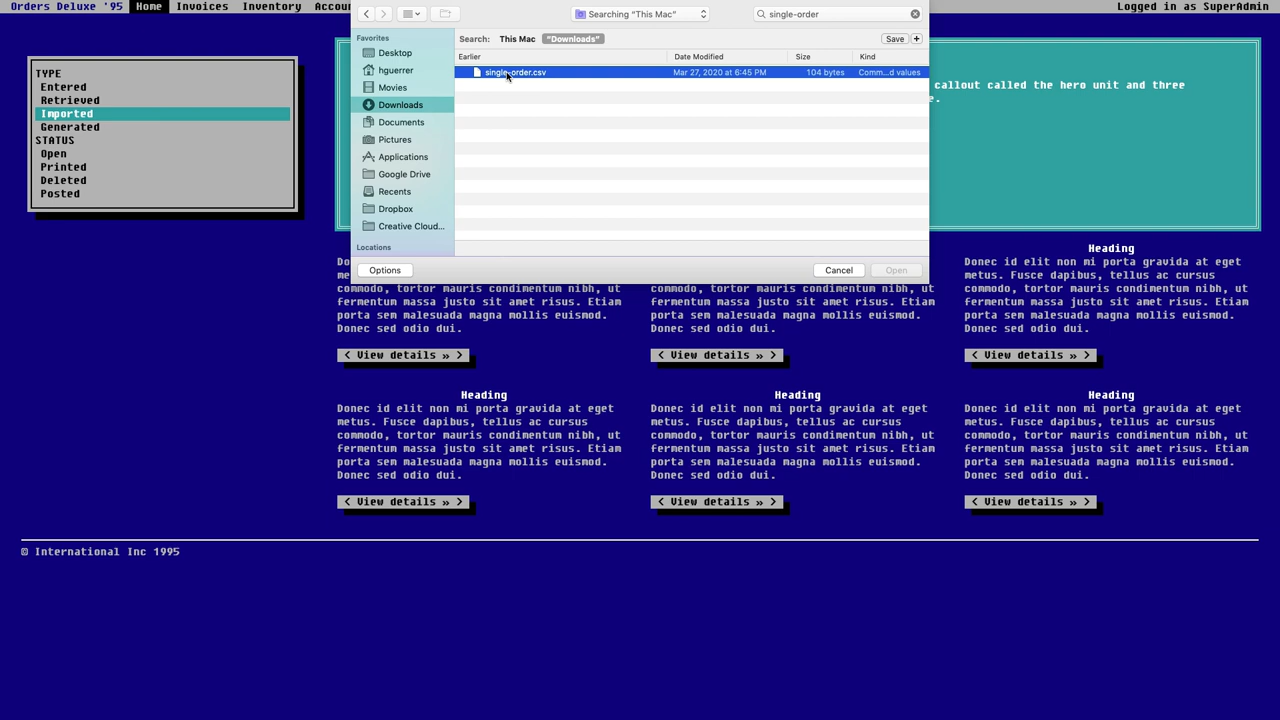 Orders Deluxe '95 Home Invoices Inventory Accou
Logged in as SuperAdmin
Searching “This Mac”
single-order
TYPE
Entered
Retrieved
Imported
Generated
STATUS
Open
Printed
Deleted
Posted
Favorites
Desktop
hguerrer
Movies
Downloads
Documents
Pictures
Applications
Google Drive
Recents
Dropbox
Creative Cloud...
Locations
Search: This Mac “Downloads” Save +
Earlier Date Modified Size Kind
single-order.csv Mar 27, 2020 at 6:45 PM 104 bytes Comm...d values
Options Cancel Open
callout called the hero unit and three
e.
Do
me
commodo, tortor mauris condimentum nibh, ut
fermentum massa justo sit amet risus. Etiam
porta sem malesuada magna mollis euismod.
Donec sed odio dui.
< View details » >
commodo, tortor mauris condimentum nibh, ut
fermentum massa justo sit amet risus. Etiam
porta sem malesuada magna mollis euismod.
Donec sed odio dui.
< View details » >
Heading
Donec id elit non mi porta gravida at eget
metus. Fusce dapibus, tellus ac cursus
commodo, tortor mauris condimentum nibh, ut
fermentum massa justo sit amet risus. Etiam
porta sem malesuada magna mollis euismod.
Donec sed odio dui.
< View details » >
Heading
Donec id elit non mi porta gravida at eget
metus. Fusce dapibus, tellus ac cursus
commodo, tortor mauris condimentum nibh, ut
fermentum massa justo sit amet risus. Etiam
porta sem malesuada magna mollis euismod.
Donec sed odio dui.
< View details » >
Heading
Donec id elit non mi porta gravida at eget
metus. Fusce dapibus, tellus ac cursus
commodo, tortor mauris condimentum nibh, ut
fermentum massa justo sit amet risus. Etiam
porta sem malesuada magna mollis euismod.
Donec sed odio dui.
< View details » >
Heading
Donec id elit non mi porta gravida at eget
metus. Fusce dapibus, tellus ac cursus
commodo, tortor mauris condimentum nibh, ut
fermentum massa justo sit amet risus. Etiam
porta sem malesuada magna mollis euismod.
Donec sed odio dui.
< View details » >
© International Inc 1995